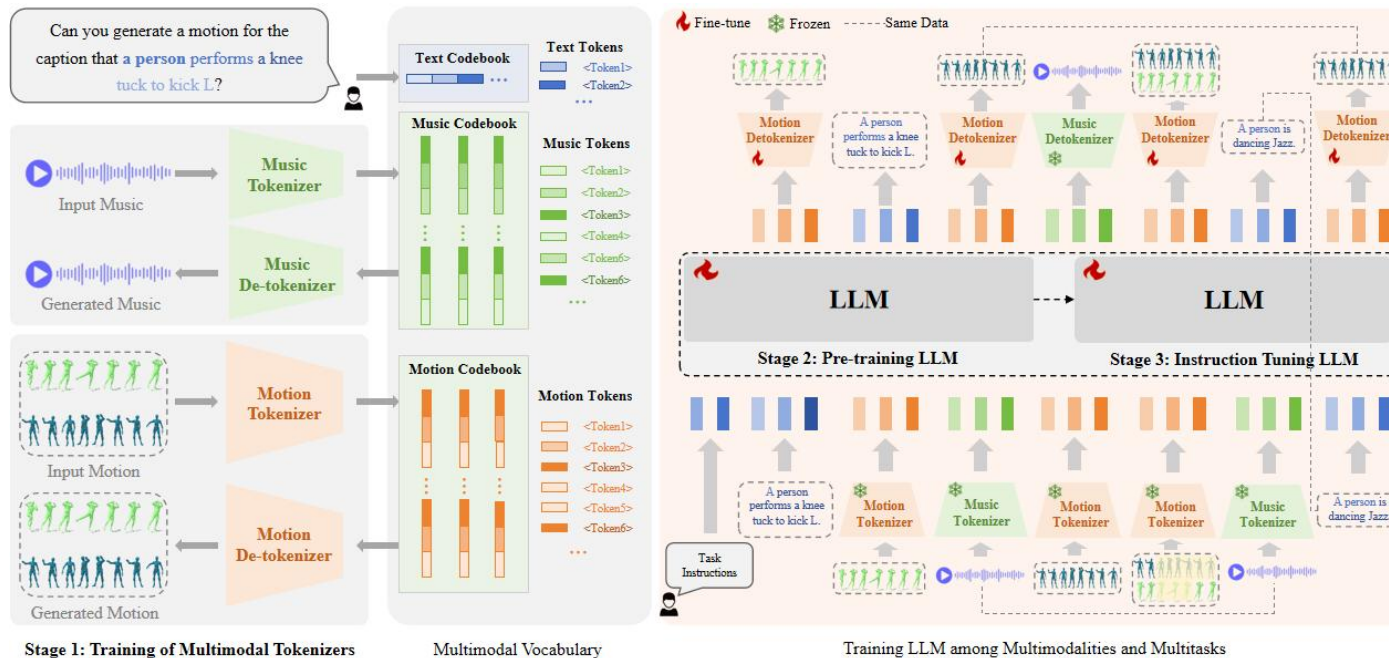 Can you generate a motion for the
caption that a person performs a knee
tuck to kick L?
Input Music
Music
Tokenizer
Generated Music
Music
De-tokenizer
Input Motion
Motion
Tokenizer
Generated Motion
Motion
De-tokenizer
Stage 1: Training of Multimodal Tokenizers
Text Codebook
Text Tokens
<Token1>
<Token2>
Music Codebook
Music Tokens
<Token1>
<Token2>
<Token3>
<Token4>
<Token6>
<Token6>
Motion Codebook
Motion Tokens
<Token1>
<Token2>
<Token3>
<Token4>
<Token5>
<Token6>
Multimodal Vocabulary
Fine-tune
Frozen
Same Data
Motion
Detokenizer
A person
performs a knee
tuck to kick L.
Motion
Detokenizer
Music
Detokenizer
Motion
Detokenizer
A person is
dancing Jazz.
Motion
Detokenizer
LLM
LLM
Stage 2: Pre-training LLM
Stage 3: Instruction Tuning LLM
Task
Instructions
A person
performs a knee
tuck to kick L.
Motion
Tokenizer
Music
Tokenizer
Motion
Tokenizer
Motion
Tokenizer
Music
Tokenizer
A person is
dancing Jazz.
Training LLM among Multimodalities and Multitasks